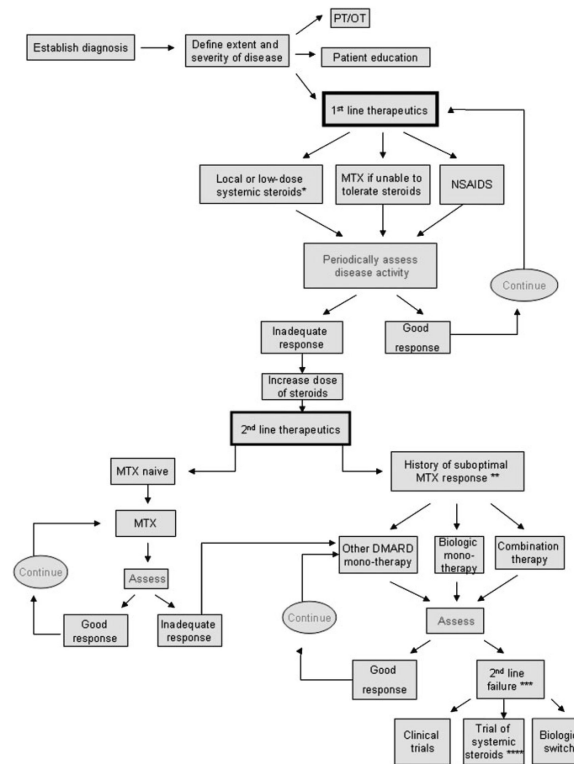 PT/OT
Establish diagnosis
Define extent and
severity of disease
Patient education
1st line therapeutics
Local or low-dose
systemic steroids*
MTX if unable to
tolerate steroids
NSAIDS
Periodically assess
disease activity
Continue
Inadequate
response
Good
response
Increase dose
of steroids
2nd line therapeutics
MTX naive
History of suboptimal
MTX response **
MTX
Other DMARD
mono-therapy
Biologic
mono-
therapy
Combination
therapy
Continue
Assess
Good
response
Inadequate
response
Continue
Assess
Good
response
2nd line
failure ***
Clinical
trials
Trial of
systemic
steroids ****
Biologic
switch